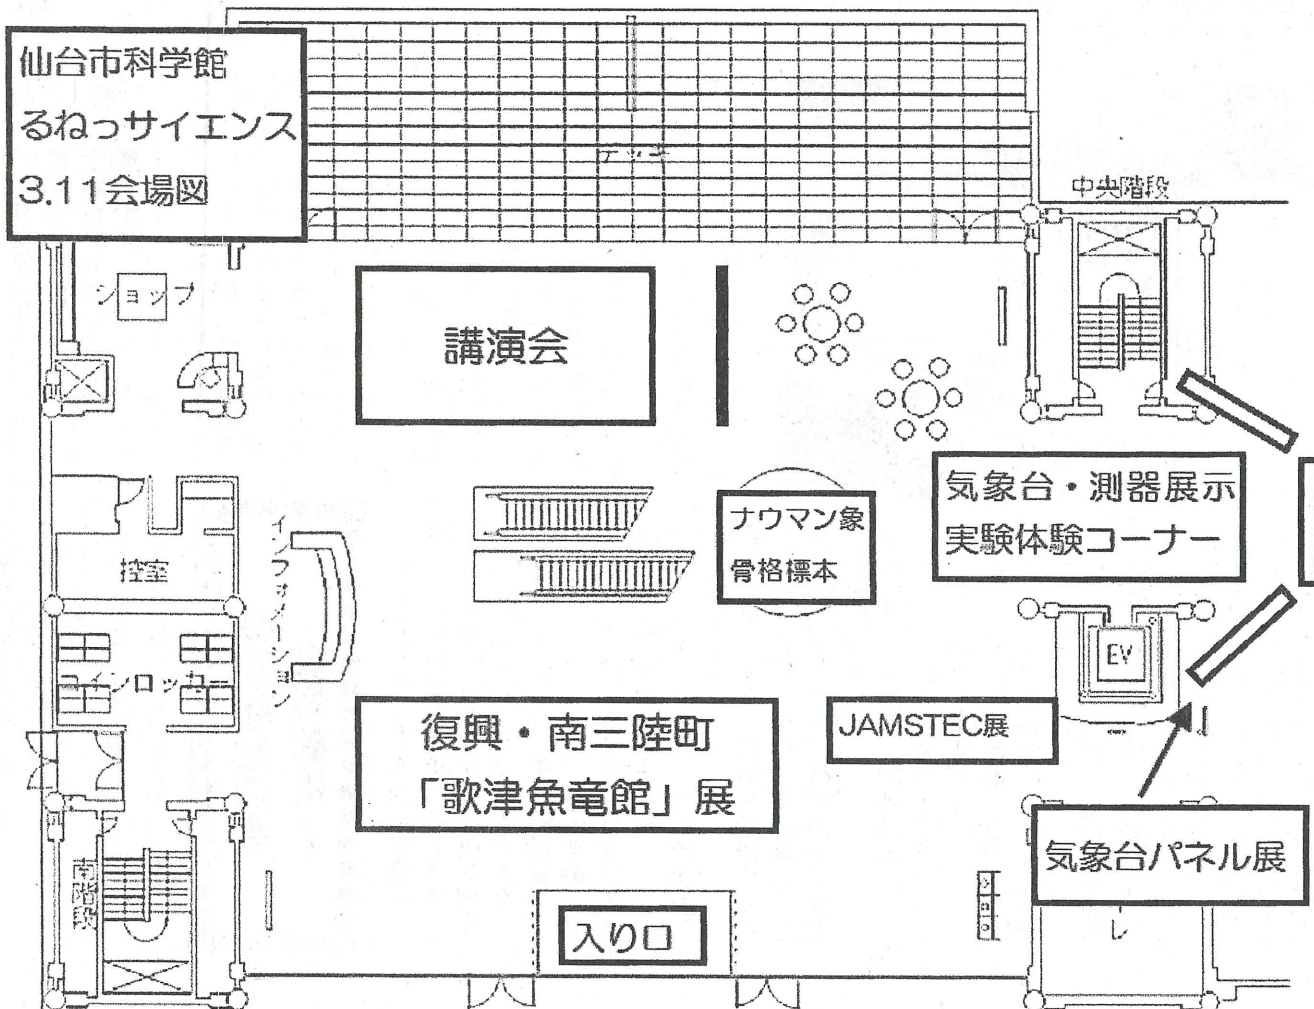 仙台市科学館
るねっサイエンス
3.11会場図
デッキ
中央階段
ショップ
講演会
気象台・測器展示
実験体験コーナー
ナウマン象
骨格標本
インフォメーション
控室
コインロッカー
EV
復興・南三陸町
「歌津魚竜館」展
JAMSTEC展
気象台パネル展
南階段
入り口